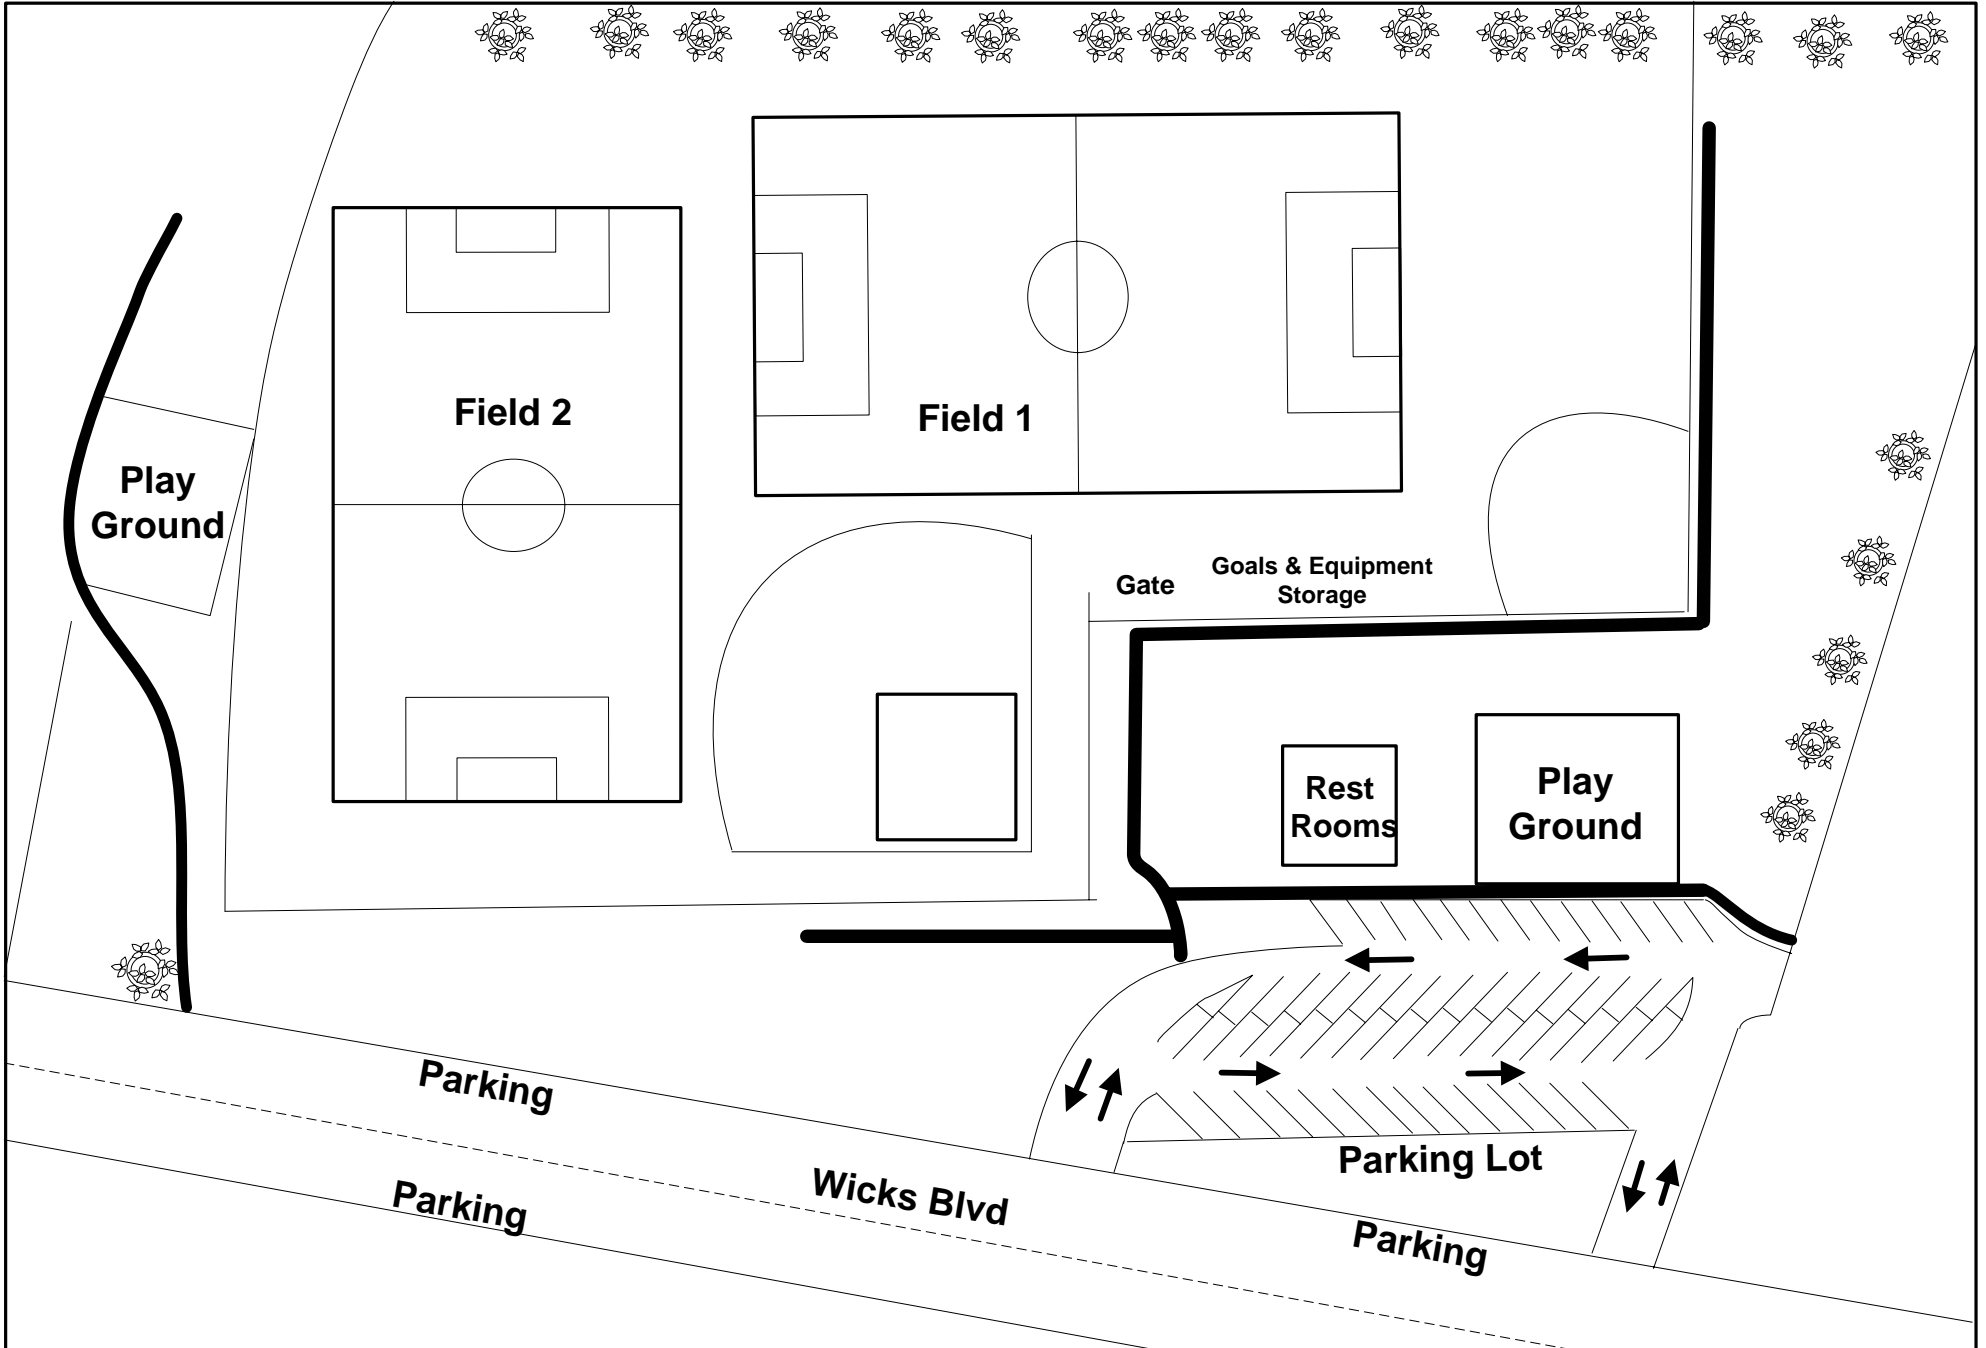 Field 2
Field 1
Play
Ground
Gate
Goals & Equipment
Storage
Rest
Rooms
Play
Ground
Parking
Parking
Wicks Blvd
Parking Lot
Parking